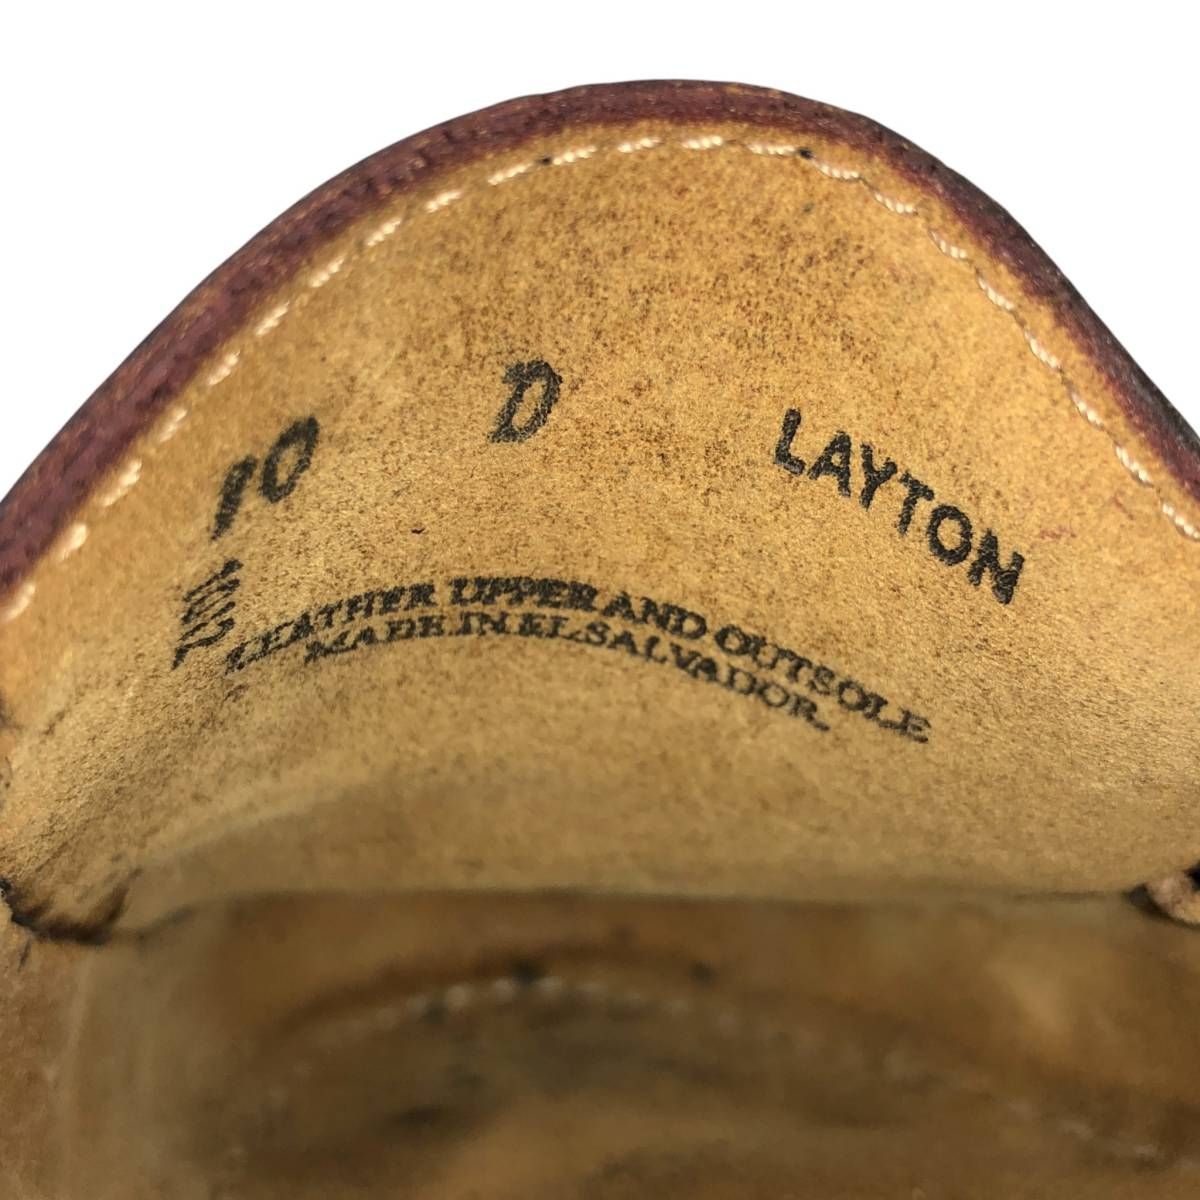 10 D LAYTON
LEATHER UPPER AND OUTSOLE
MADE IN EL SALVADOR